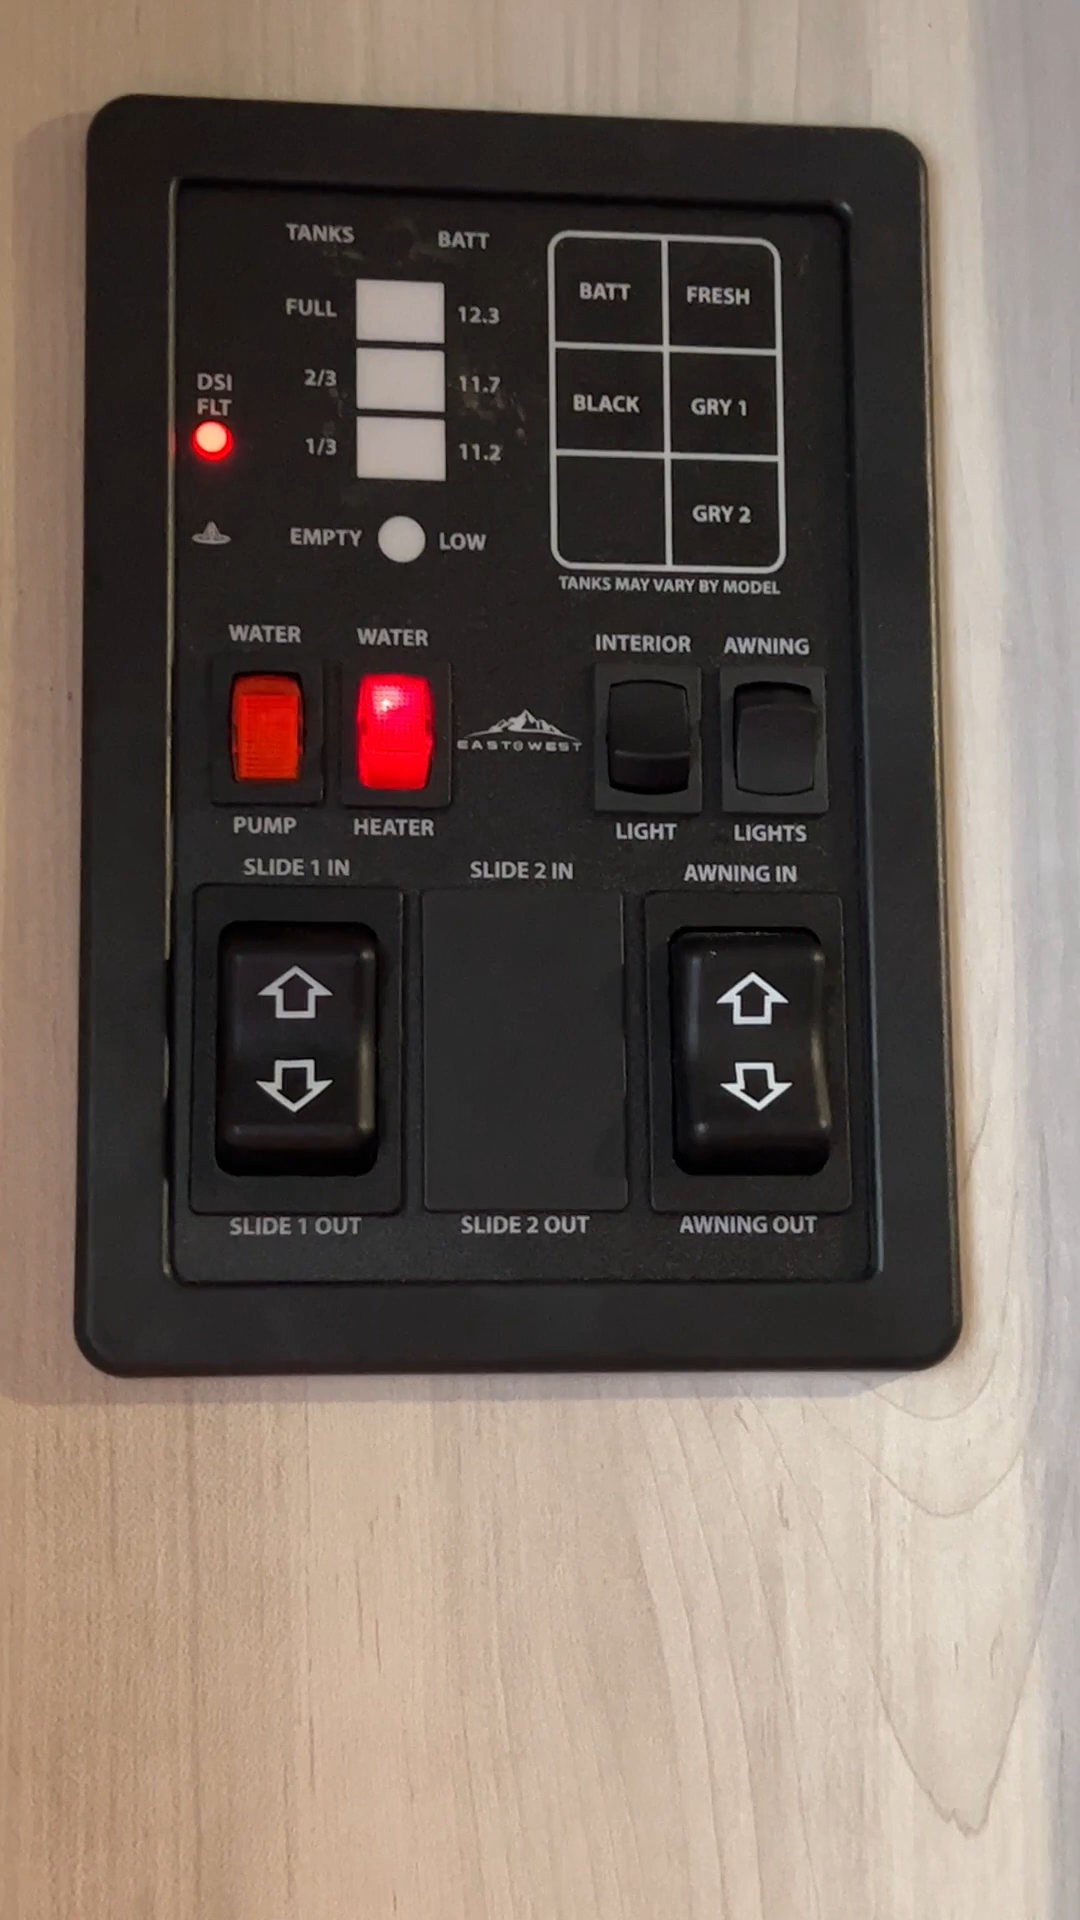 TANKS BATT
FULL 12.3
2/3 11.7
1/3 11.2
EMPTY LOW
DSI
FLT
BATT FRESH
BLACK GRY 1
GRY 2
TANKS MAY VARY BY MODEL
WATER
PUMP
WATER
HEATER
EAST TO WEST
INTERIOR
LIGHT
AWNING
LIGHTS
SLIDE 1 IN
SLIDE 2 IN
AWNING IN
SLIDE 1 OUT
SLIDE 2 OUT
AWNING OUT